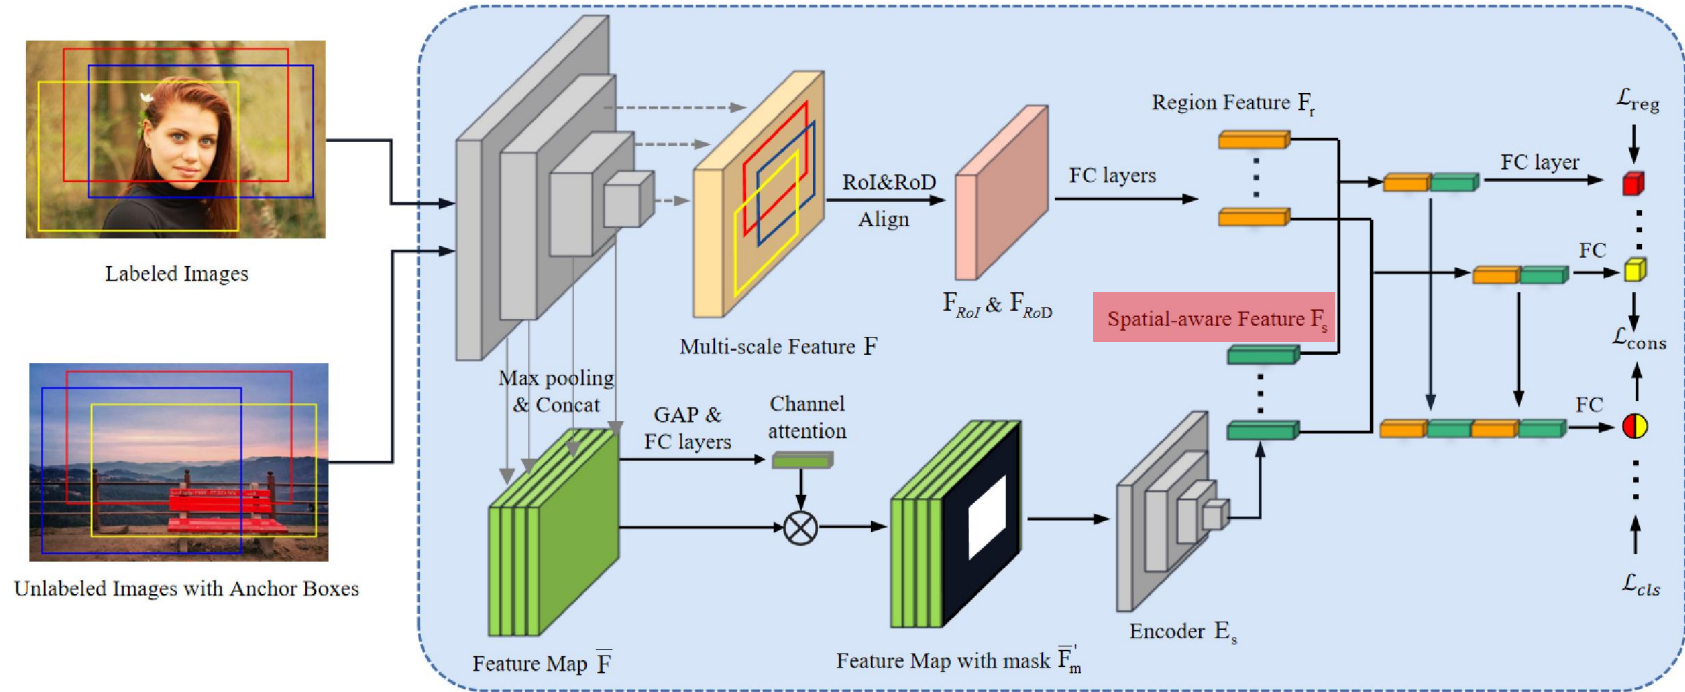 Labeled Images
Unlabeled Images with Anchor Boxes
Multi-scale Feature F
RoI&RoD
Align
F_RoI & F_RoD
FC layers
Region Feature F_r
Spatial-aware Feature F_s
FC layer
FC
FC
ℒ_reg
ℒ_cons
ℒ_cls
Max pooling
& Concat
GAP &
FC layers
Channel
attention
Feature Map F̅
Feature Map with mask F̅'_m
Encoder E_s